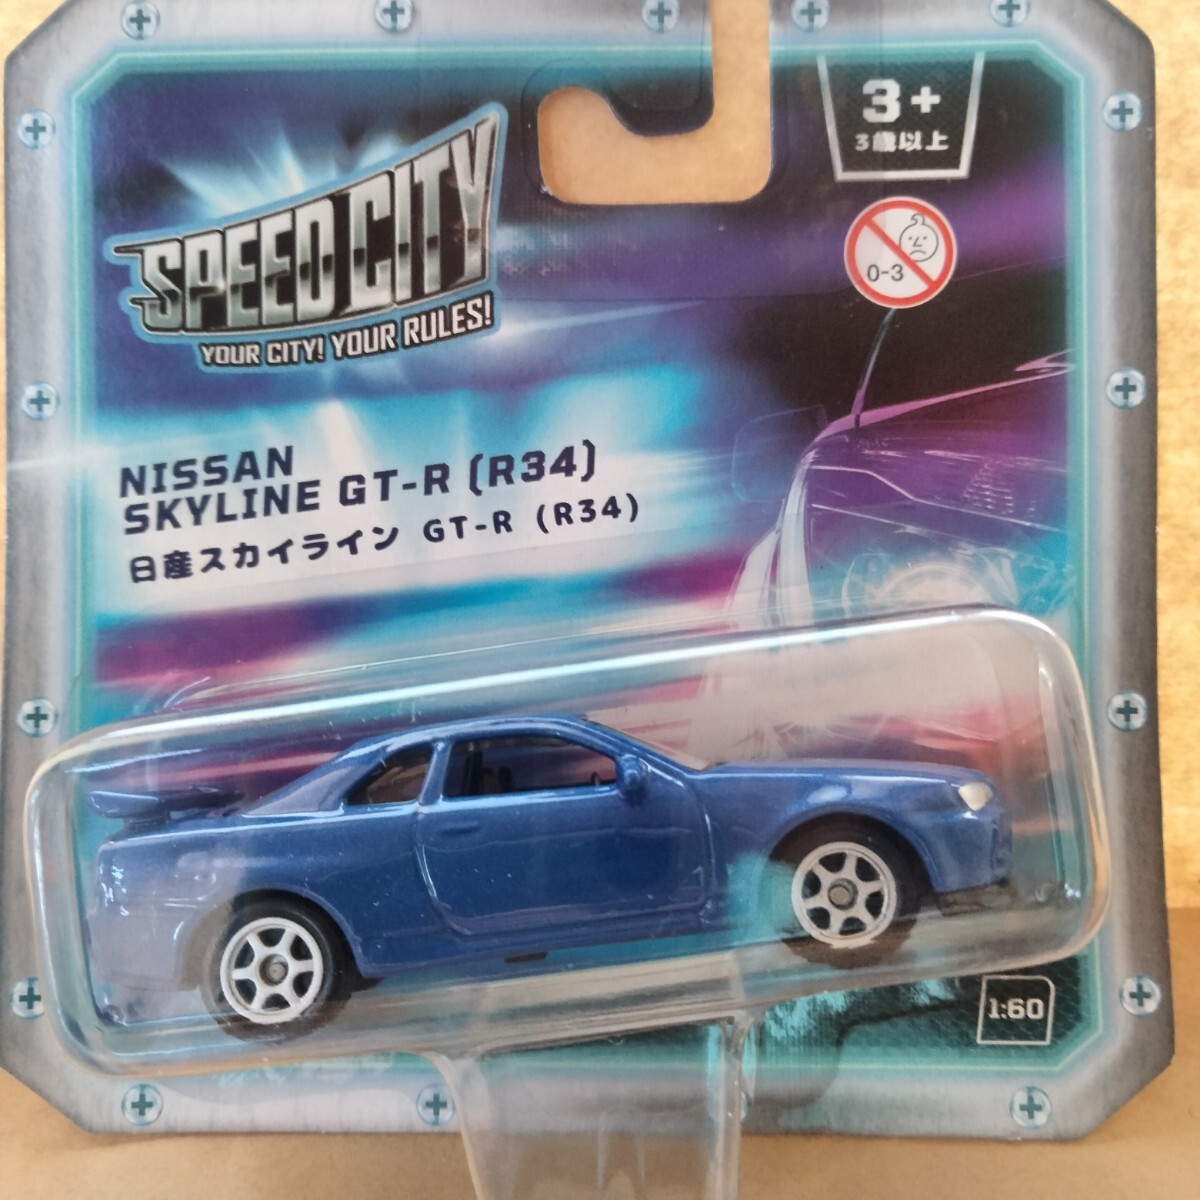 3+
3歳以上
SPEED CITY
YOUR CITY! YOUR RULES!
0-3
NISSAN
SKYLINE GT-R (R34)
日産スカイライン GT-R (R34)
1:60